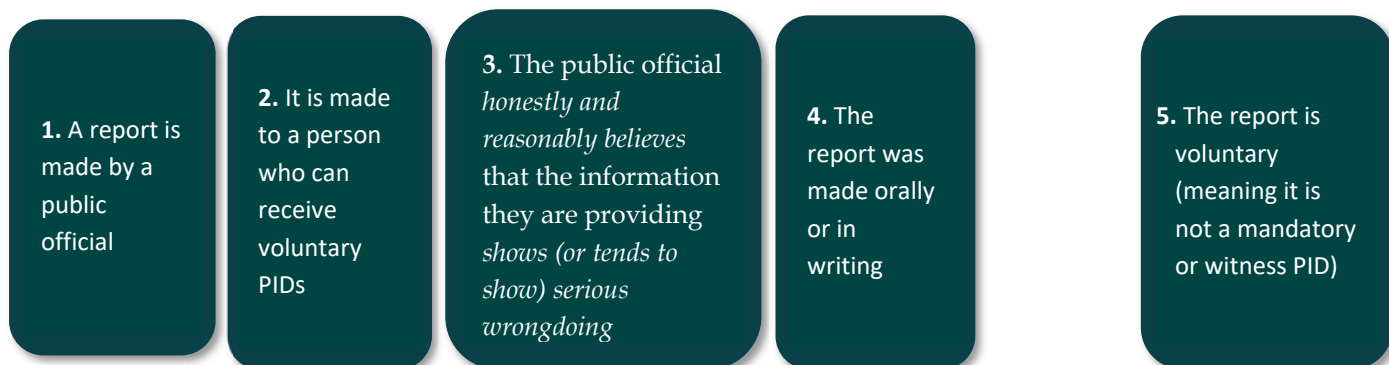 1. A report is
made by a
public
official
2. It is made
to a person
who can
receive
voluntary
PIDs
3. The public official
honestly and
reasonably believes
that the information
they are providing
shows (or tends to
show) serious
wrongdoing
4. The
report was
made orally
or in
writing
5. The report is
voluntary
(meaning it is
not a mandatory
or witness PID)